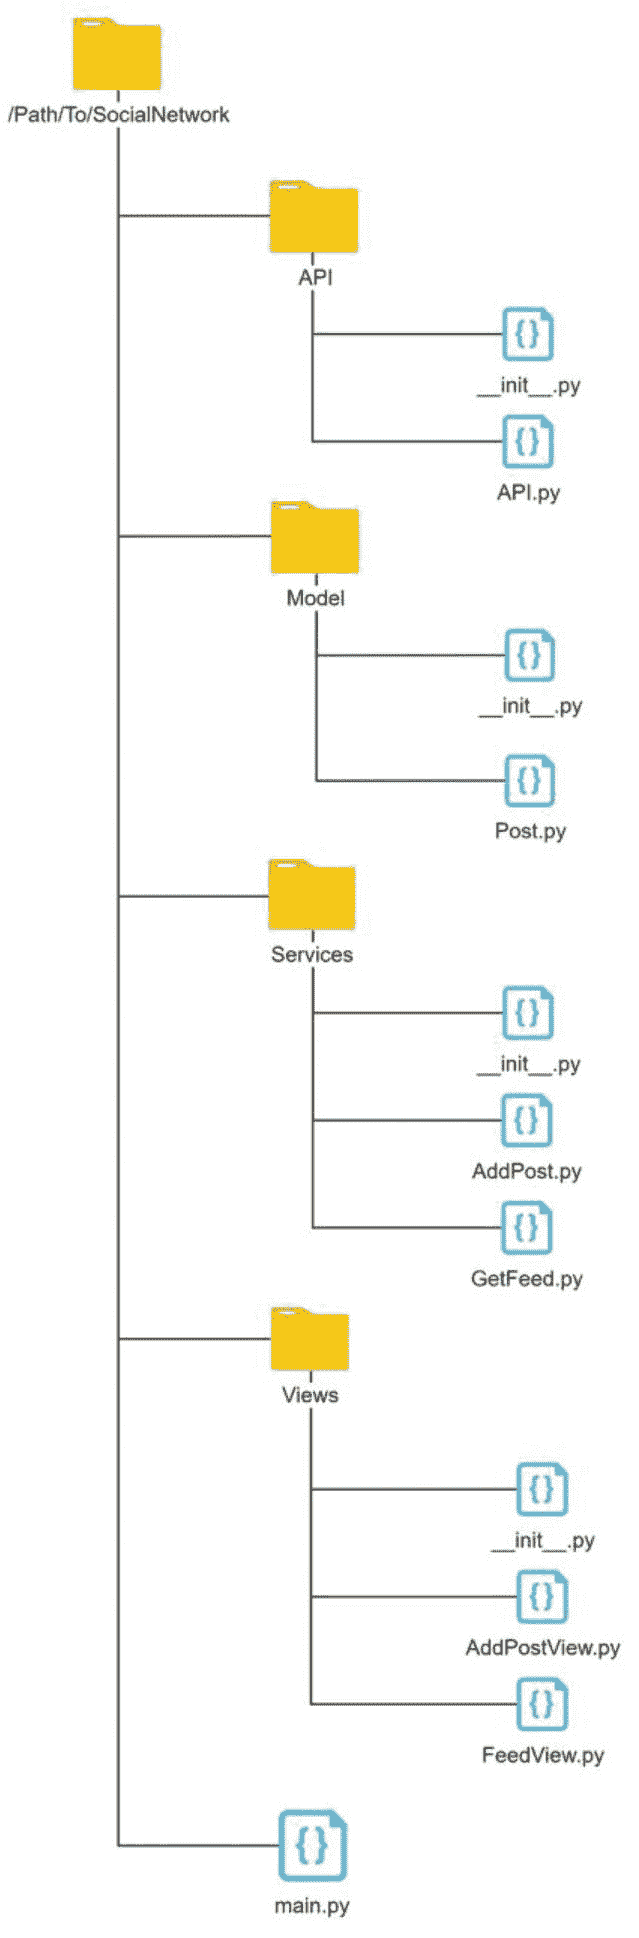 /Path/To/SocialNetwork
API
{}
__init__.py
{}
API.py
Model
{}
__init__.py
{}
Post.py
Services
{}
__init__.py
{}
AddPost.py
{}
GetFeed.py
Views
{}
__init__.py
{}
AddPostView.py
{}
FeedView.py
{}
main.py